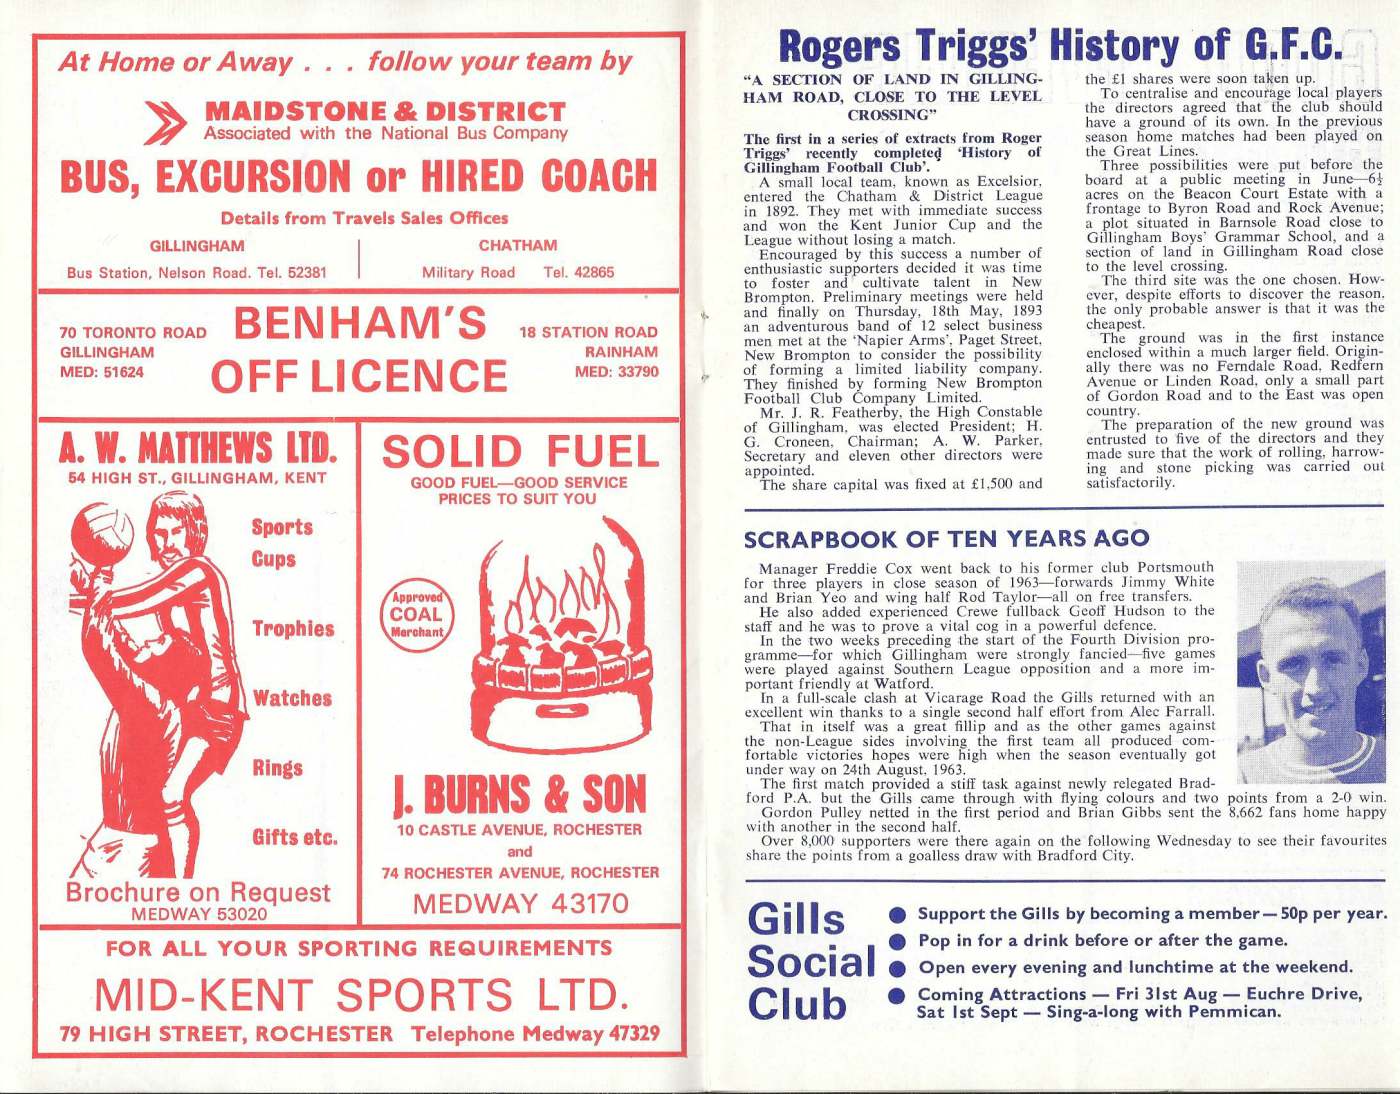 At Home or Away . . . follow your team by
MAIDSTONE & DISTRICT
Associated with the National Bus Company
BUS, EXCURSION or HIRED COACH
Details from Travels Sales Offices
GILLINGHAM
Bus Station, Nelson Road. Tel. 52381
CHATHAM
Military Road Tel. 42865
70 TORONTO ROAD
GILLINGHAM
MED: 51624
BENHAM'S
OFF LICENCE
18 STATION ROAD
RAINHAM
MED: 33790
A. W. MATTHEWS LTD.
54 HIGH ST., GILLINGHAM, KENT
Sports
Cups
Trophies
Watches
Rings
Gifts etc.
Brochure on Request
MEDWAY 53020
SOLID FUEL
GOOD FUEL—GOOD SERVICE
PRICES TO SUIT YOU
Approved
COAL
Merchant
J. BURNS & SON
10 CASTLE AVENUE, ROCHESTER
and
74 ROCHESTER AVENUE, ROCHESTER
MEDWAY 43170
FOR ALL YOUR SPORTING REQUIREMENTS
MID-KENT SPORTS LTD.
79 HIGH STREET, ROCHESTER Telephone Medway 47329
Rogers Triggs' History of G.F.C.
"A SECTION OF LAND IN GILLING-
HAM ROAD, CLOSE TO THE LEVEL
CROSSING"
The first in a series of extracts from Roger
Triggs' recently completed 'History of
Gillingham Football Club'.
A small local team, known as Excelsior,
entered the Chatham & District League
in 1892. They met with immediate success
and won the Kent Junior Cup and the
League without losing a match.
Encouraged by this success a number of
enthusiastic supporters decided it was time
to foster and cultivate talent in New
Brompton. Preliminary meetings were held
and finally on Thursday, 18th May, 1893
an adventurous band of 12 select business
men met at the 'Napier Arms', Paget Street,
New Brompton to consider the possibility
of forming a limited liability company.
They finished by forming New Brompton
Football Club Company Limited.
Mr. J. R. Featherby, the High Constable
of Gillingham, was elected President; H.
G. Croneen, Chairman; A. W. Parker,
Secretary and eleven other directors were
appointed.
The share capital was fixed at £1,500 and
the £1 shares were soon taken up.
To centralise and encourage local players
the directors agreed that the club should
have a ground of its own. In the previous
season home matches had been played on
the Great Lines.
Three possibilities were put before the
board at a public meeting in June—6½
acres on the Beacon Court Estate with a
frontage to Byron Road and Rock Avenue;
a plot situated in Barnsole Road close to
Gillingham Boys' Grammar School, and a
section of land in Gillingham Road close
to the level crossing.
The third site was the one chosen. How-
ever, despite efforts to discover the reason,
the only probable answer is that it was the
cheapest.
The ground was in the first instance
enclosed within a much larger field. Origin-
ally there was no Ferndale Road, Redfern
Avenue or Linden Road, only a small part
of Gordon Road and to the East was open
country.
The preparation of the new ground was
entrusted to five of the directors and they
made sure that the work of rolling, harrow-
ing and stone picking was carried out
satisfactorily.
SCRAPBOOK OF TEN YEARS AGO
Manager Freddie Cox went back to his former club Portsmouth
for three players in close season of 1963—forwards Jimmy White
and Brian Yeo and wing half Rod Taylor—all on free transfers.
He also added experienced Crewe fullback Geoff Hudson to the
staff and he was to prove a vital cog in a powerful defence.
In the two weeks preceding the start of the Fourth Division pro-
gramme—for which Gillingham were strongly fancied—five games
were played against Southern League opposition and a more im-
portant friendly at Watford.
In a full-scale clash at Vicarage Road the Gills returned with an
excellent win thanks to a single second half effort from Alec Farrall.
That in itself was a great fillip and as the other games against
the non-League sides involving the first team all produced com-
fortable victories hopes were high when the season eventually got
under way on 24th August, 1963.
The first match provided a stiff task against newly relegated Brad-
ford P.A. but the Gills came through with flying colours and two points from a 2-0 win.
Gordon Pulley netted in the first period and Brian Gibbs sent the 8,662 fans home happy
with another in the second half.
Over 8,000 supporters were there again on the following Wednesday to see their favourites
share the points from a goalless draw with Bradford City.
Gills
Social
Club
● Support the Gills by becoming a member—50p per year.
● Pop in for a drink before or after the game.
● Open every evening and lunchtime at the weekend.
● Coming Attractions — Fri 31st Aug — Euchre Drive,
Sat 1st Sept — Sing-a-long with Pemmican.